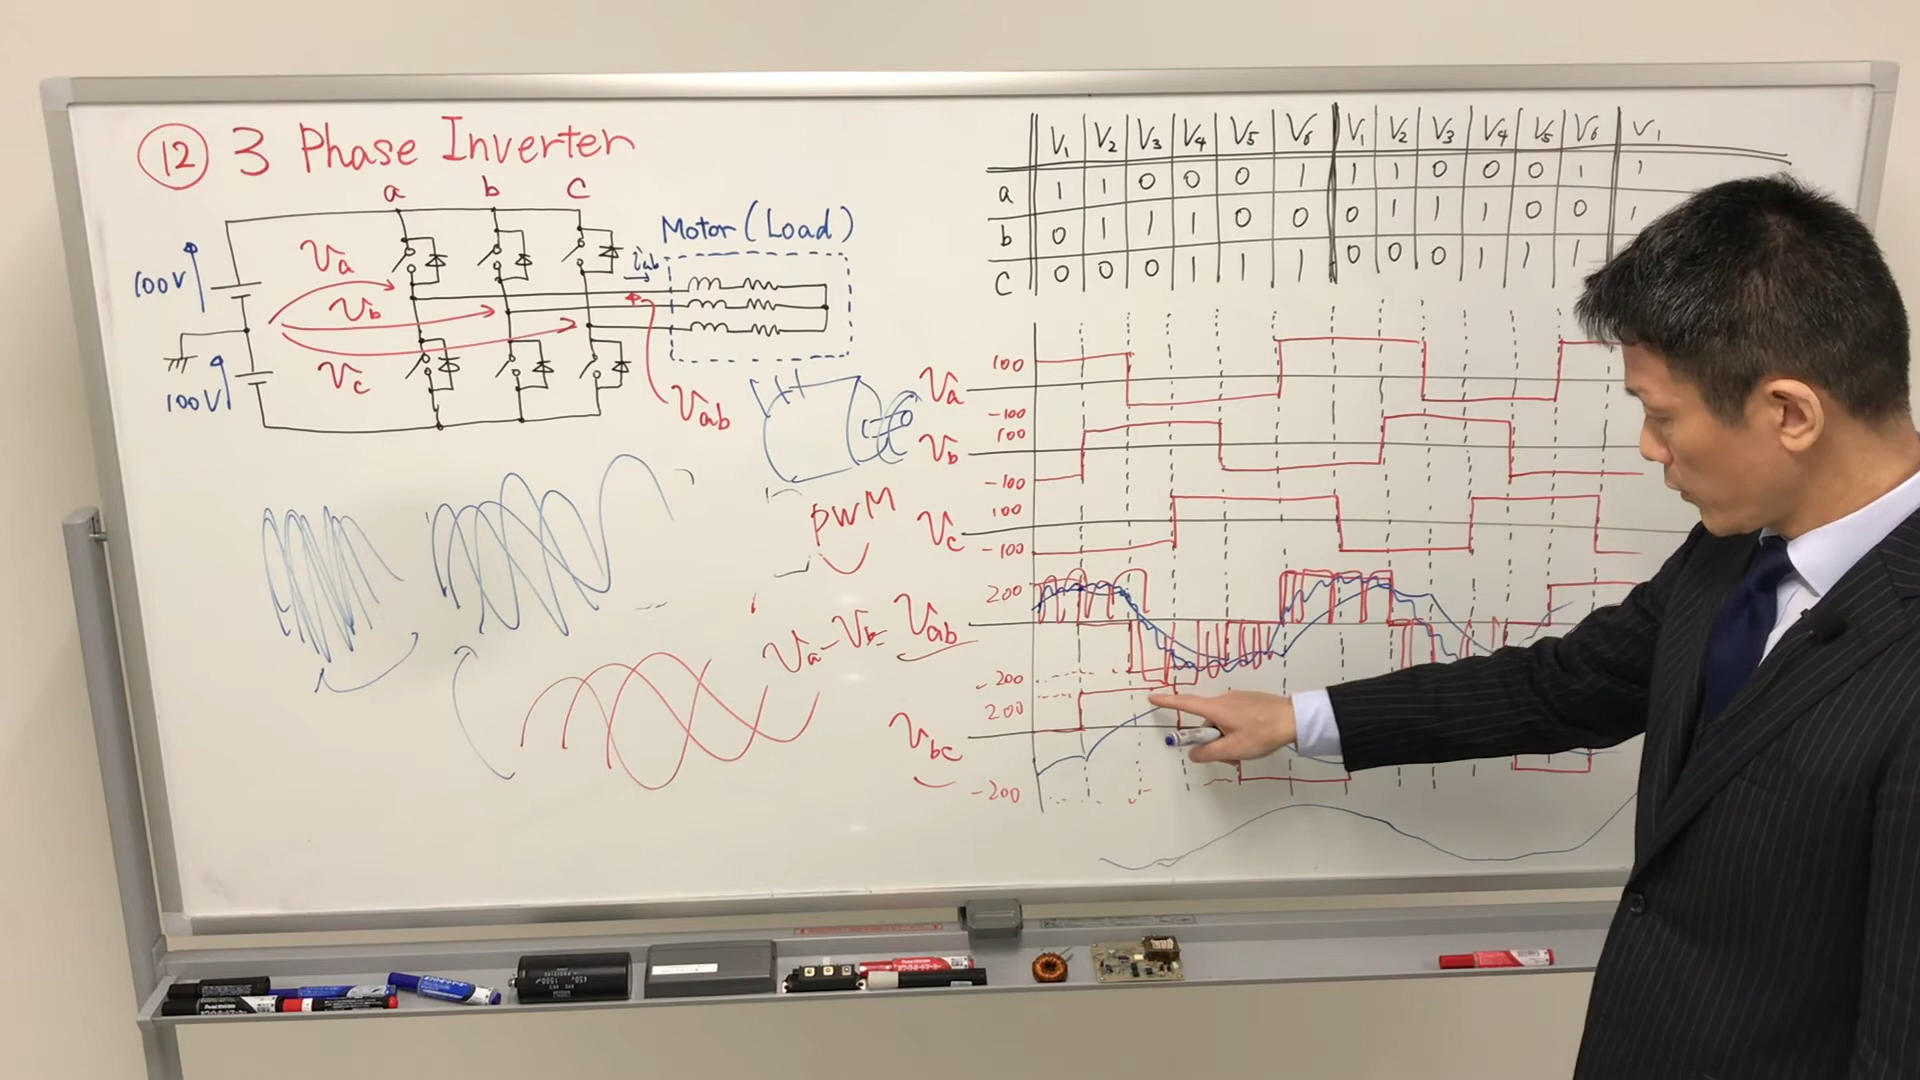 12 3 Phase Inverter
a b c
Motor (Load)
iab
100V
Va
Vb
Vc
100V
Vab
PWM
Va-Vb= Vab
V1 V2 V3 V4 V5 V6 V1 V2 V3 V4 V5 V6 V1
a 1 1 0 0 0 1 1 1 0 0 0 1 1
b 0 1 1 1 0 0 0 1 1 1 0 0 1
C 0 0 0 1 1 1 0 0 0 1 1 1
100
Va
-100
100
Vb
-100
100
Vc
-100
200
-200
200
Vbc
-200